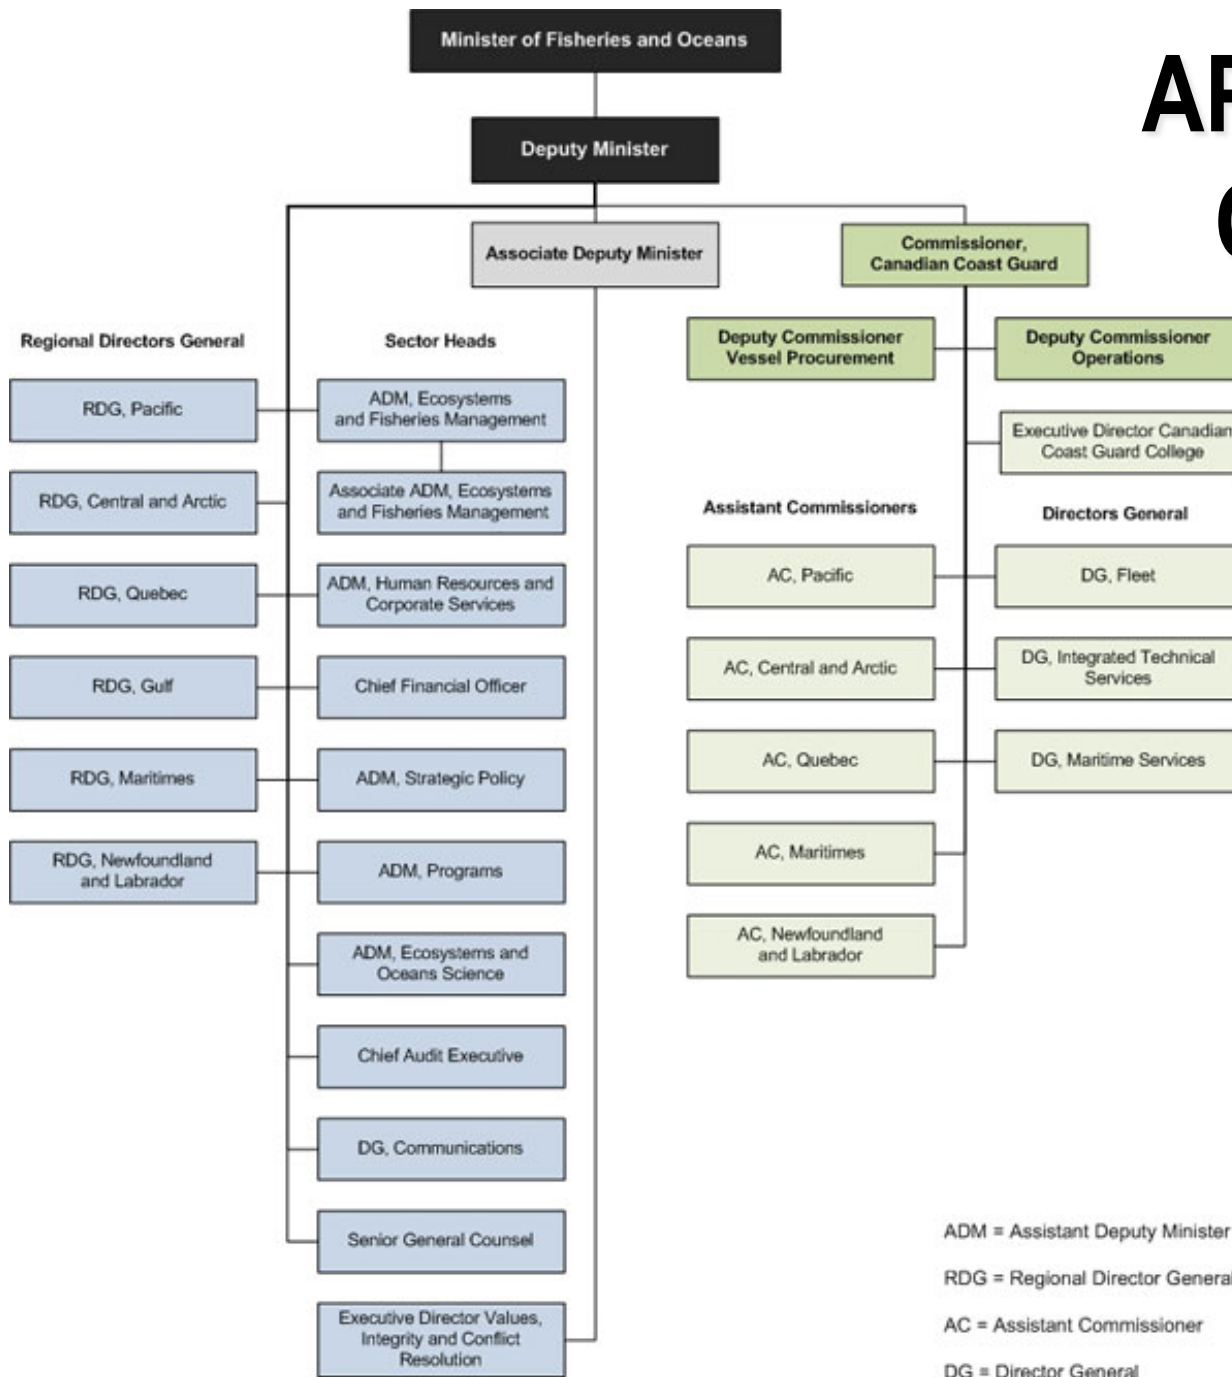 Minister of Fisheries and Oceans
Deputy Minister
Associate Deputy Minister
Commissioner,
Canadian Coast Guard
Regional Directors General
Sector Heads
Deputy Commissioner
Vessel Procurement
Deputy Commissioner
Operations
RDG, Pacific
ADM, Ecosystems
and Fisheries Management
Executive Director Canadian
Coast Guard College
RDG, Central and Arctic
Associate ADM, Ecosystems
and Fisheries Management
Assistant Commissioners
Directors General
RDG, Quebec
ADM, Human Resources and
Corporate Services
AC, Pacific
DG, Fleet
RDG, Gulf
Chief Financial Officer
AC, Central and Arctic
DG, Integrated Technical
Services
RDG, Maritimes
ADM, Strategic Policy
AC, Quebec
DG, Maritime Services
RDG, Newfoundland
and Labrador
ADM, Programs
AC, Maritimes
ADM, Ecosystems and
Oceans Science
AC, Newfoundland
and Labrador
Chief Audit Executive
DG, Communications
Senior General Counsel
Executive Director Values,
Integrity and Conflict
Resolution
ADM = Assistant Deputy Minister
RDG = Regional Director General
AC = Assistant Commissioner
DG = Director General